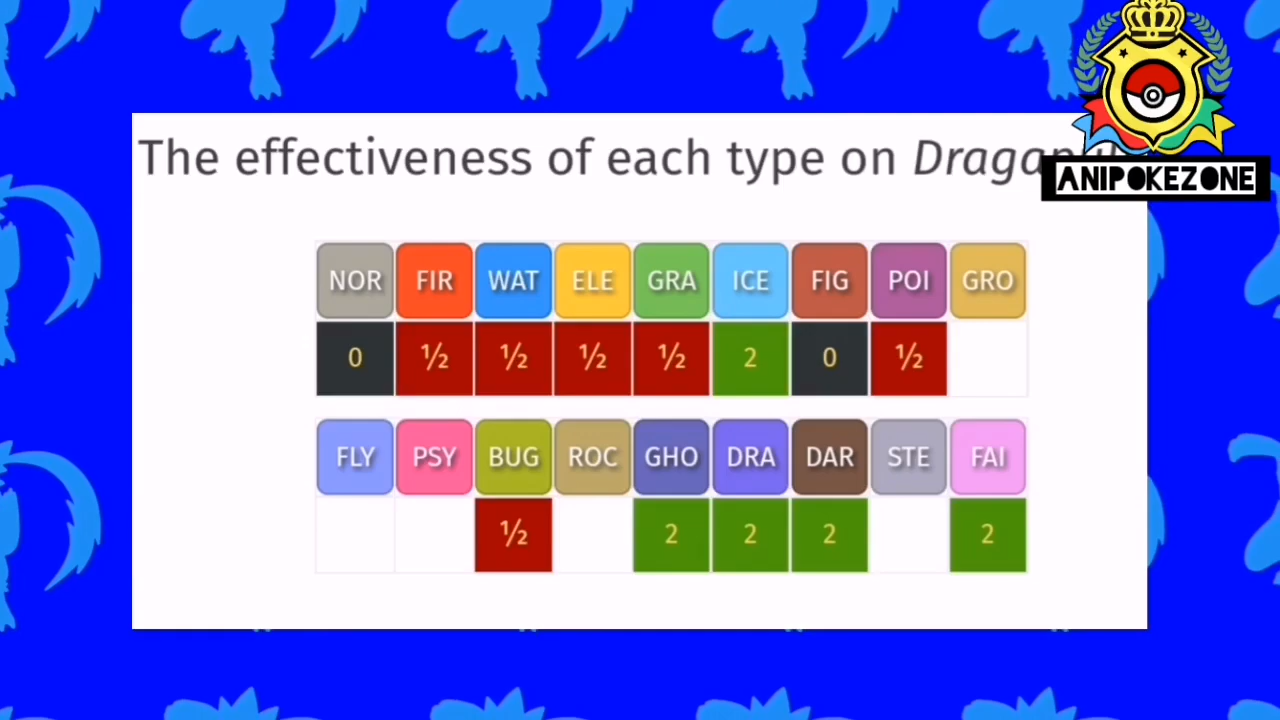 The effectiveness of each type on
ANIPOKEZONE
NOR FIR WAT ELE GRA ICE FIG POI GRO
0 ½ ½ ½ ½ 2 0 ½
FLY PSY BUG ROC GHO DRA DAR STE FAI
½ 2 2 2 2